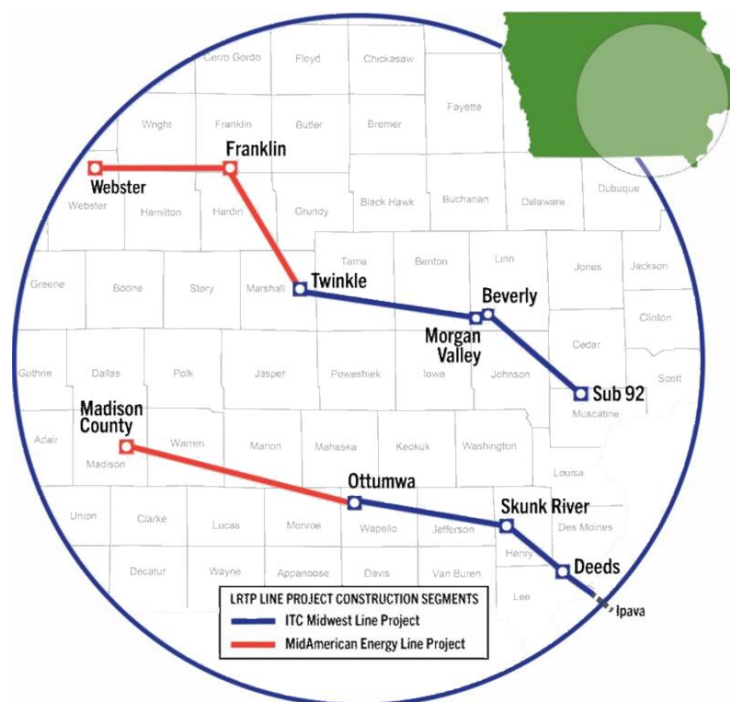 Cerro Gordo
Floyd
Chickasaw
Fayette
Wright
Franklin
Butler
Bremer
Franklin
Webster
Webster
Hamilton
Hardin
Grundy
Black Hawk
Buchanan
Delaware
Dubuque
Tama
Benton
Linn
Jones
Jackson
Greene
Boone
Story
Marshall
Twinkle
Beverly
Morgan
Valley
Clinton
Cedar
Guthrie
Dallas
Polk
Jasper
Poweshiek
Iowa
Johnson
Scott
Sub 92
Muscatine
Madison
County
Adair
Madison
Warren
Marion
Mahaska
Keokuk
Washington
Louisa
Ottumwa
Skunk River
Union
Clarke
Lucas
Monroe
Wapello
Jefferson
Henry
Des Moines
Deeds
Decatur
Wayne
Appanoose
Davis
Van Buren
Lee
Ipava
LRTP LINE PROJECT CONSTRUCTION SEGMENTS
ITC Midwest Line Project
MidAmerican Energy Line Project